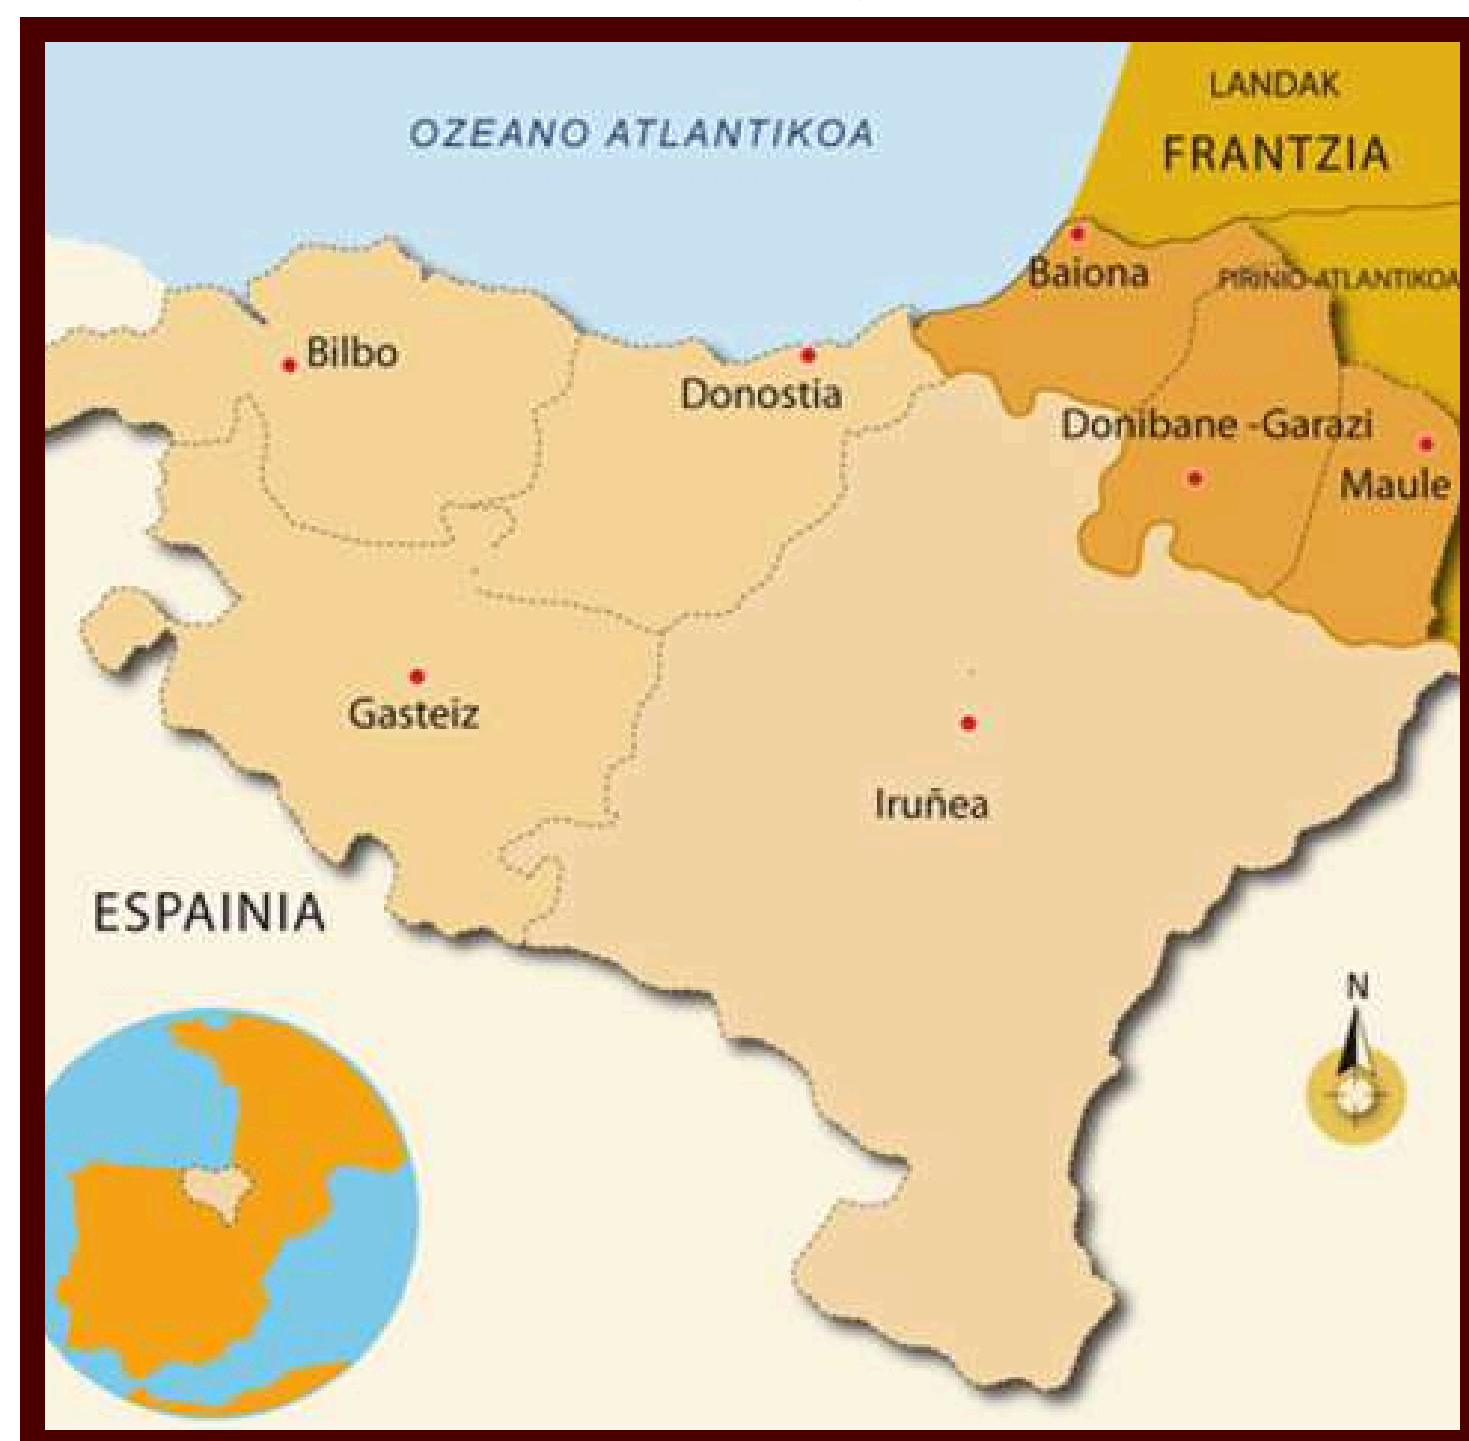 LANDAK
FRANTZIA
OZEANO ATLANTIKOA
Baiona
PIRINIO-ATLANTIKOA
Bilbo
Donostia
Donibane -Garazi
Maule
Gasteiz
Iruñea
ESPAINIA
N